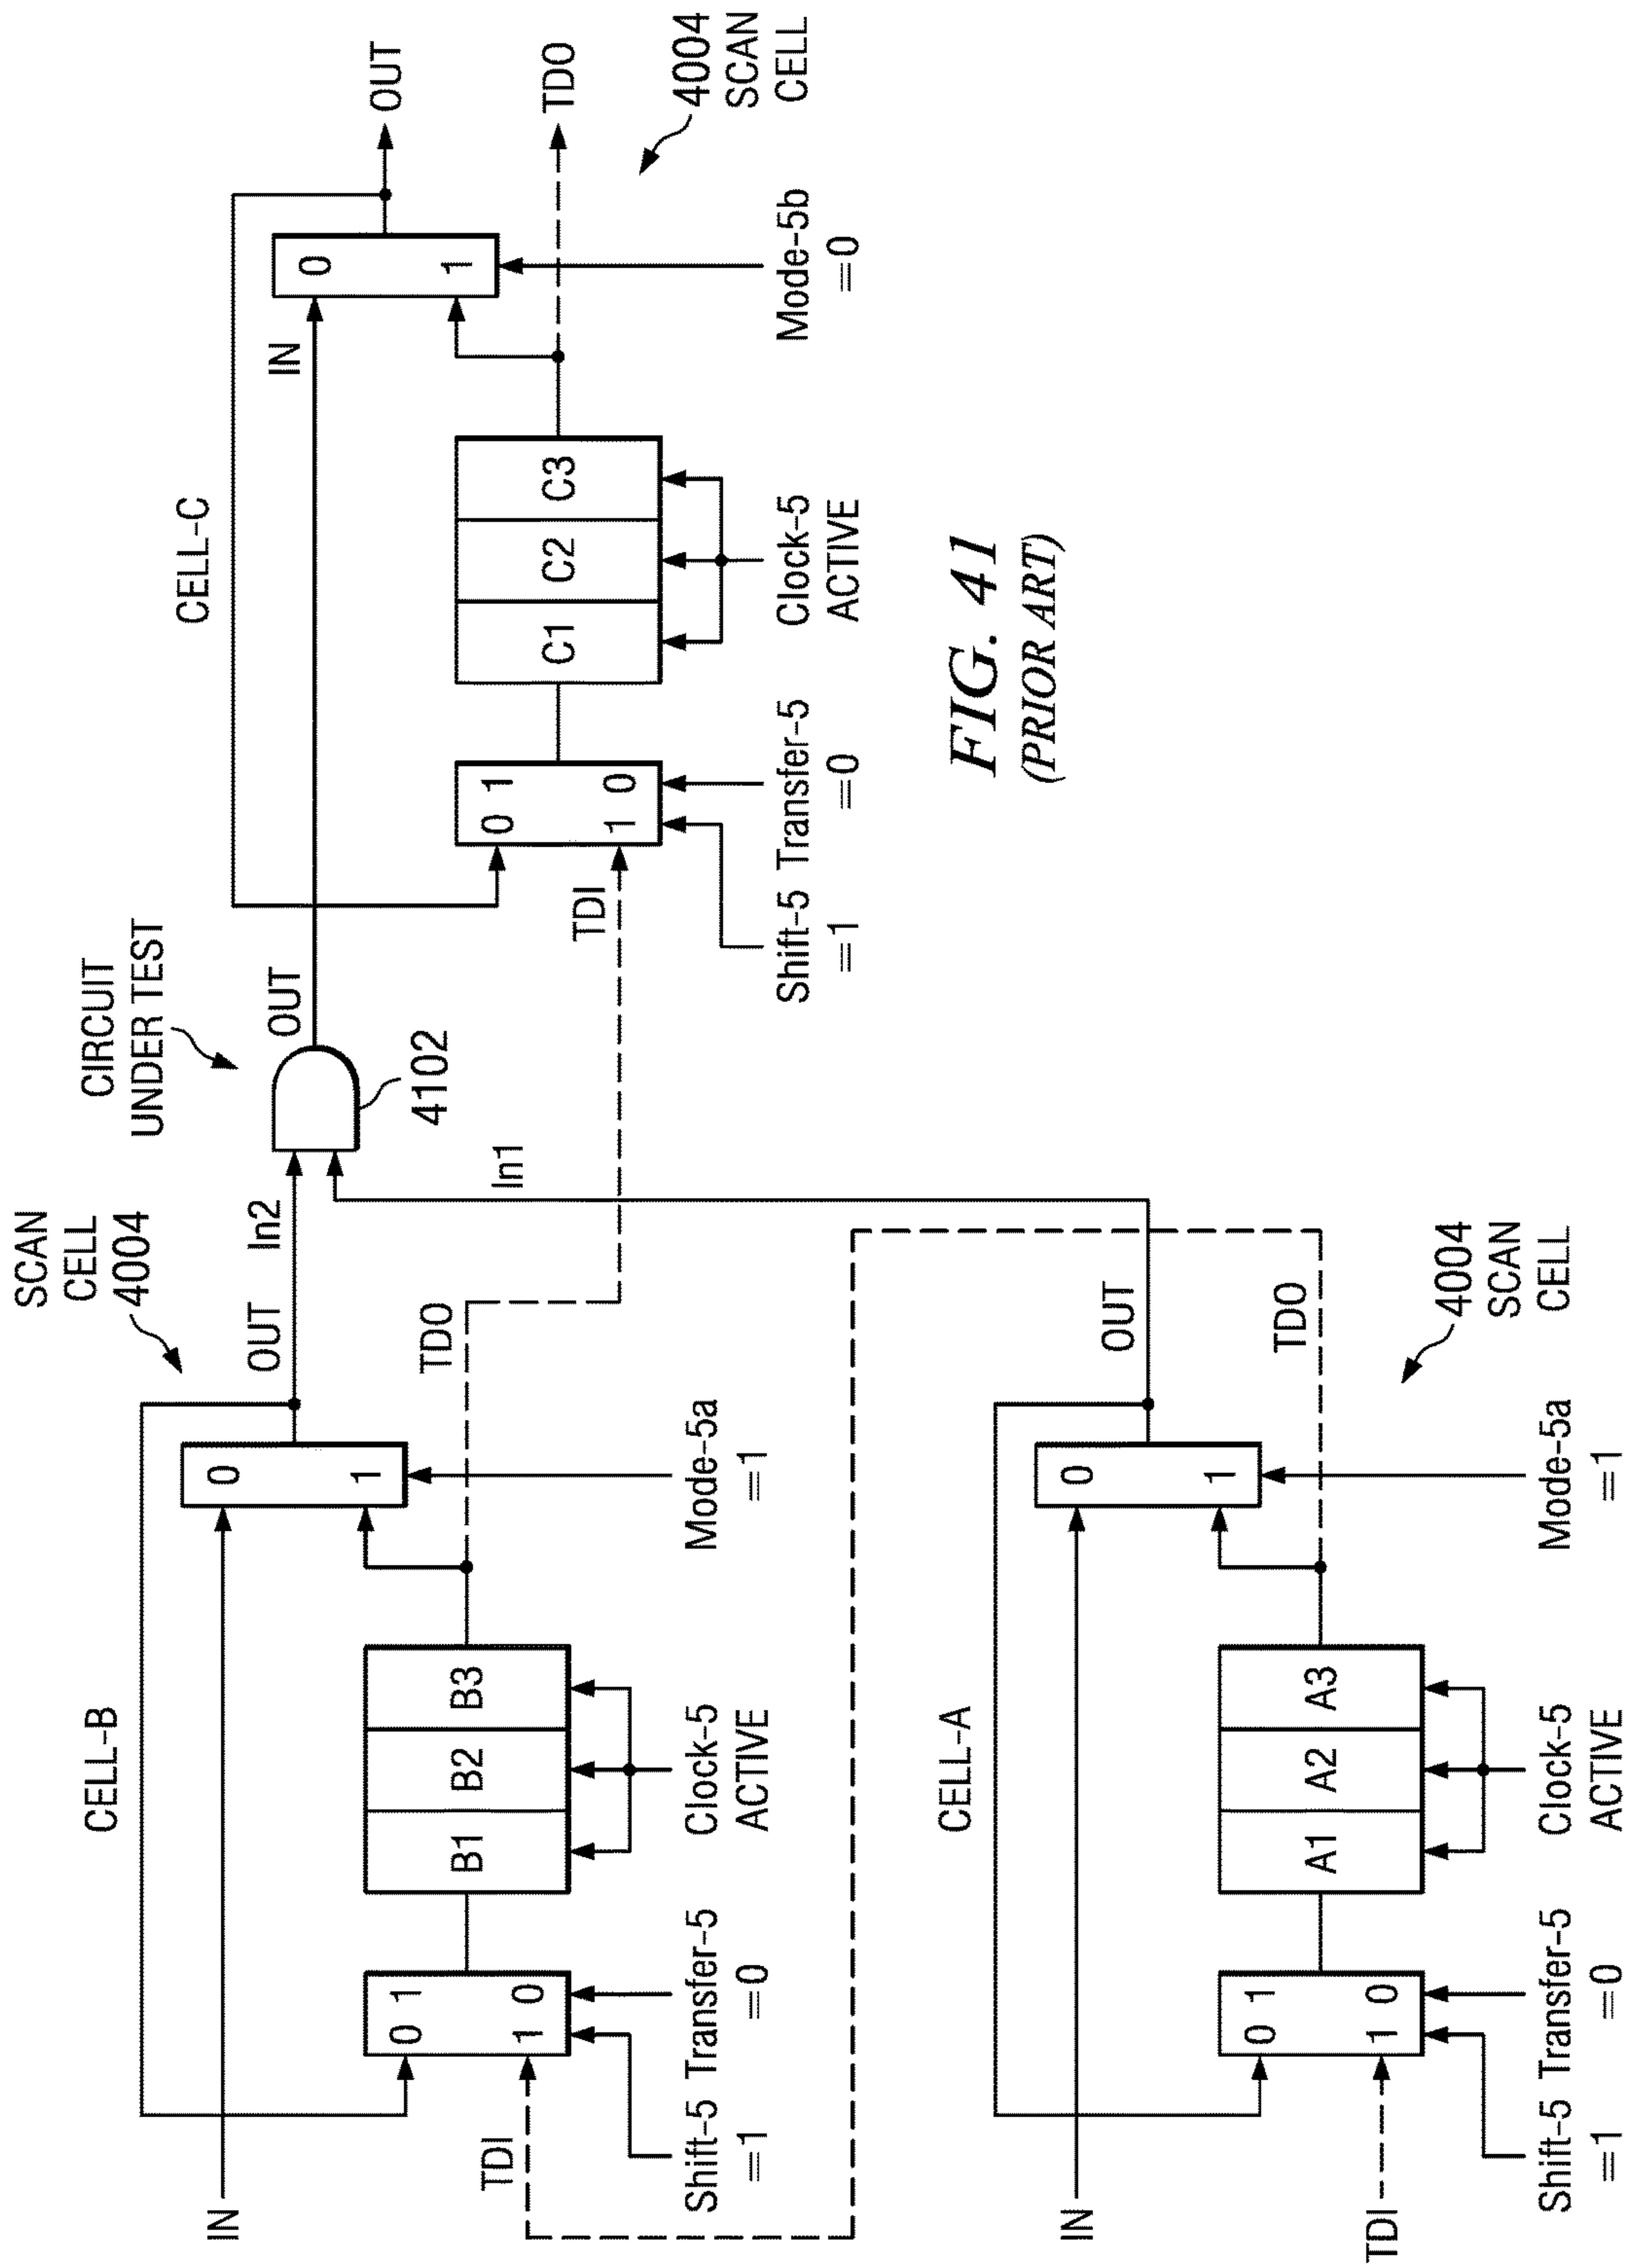 SCAN
CELL
4004
CELL-B
IN
0
1
OUT
In2
CIRCUIT
UNDER TEST
4102
OUT
CELL-C
IN
0
1
OUT
TDI
0 1
1 0
B1
B2
B3
TDO
Shift-5
=1
Transfer-5
=0
Clock-5
ACTIVE
Mode-5a
=1
In1
TDI
0 1
1 0
C1
C2
C3
TDO
Shift-5
=1
Transfer-5
=0
Clock-5
ACTIVE
Mode-5b
=0
4004
SCAN
CELL
CELL-A
IN
0
1
OUT
TDI
0 1
1 0
A1
A2
A3
TDO
Shift-5
=1
Transfer-5
=0
Clock-5
ACTIVE
Mode-5a
=1
4004
SCAN
CELL
FIG. 41
(PRIOR ART)